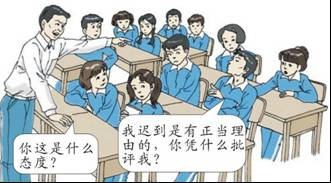 你这是什么
态度？
我迟到是有正当理
由的，你凭什么批
评我？